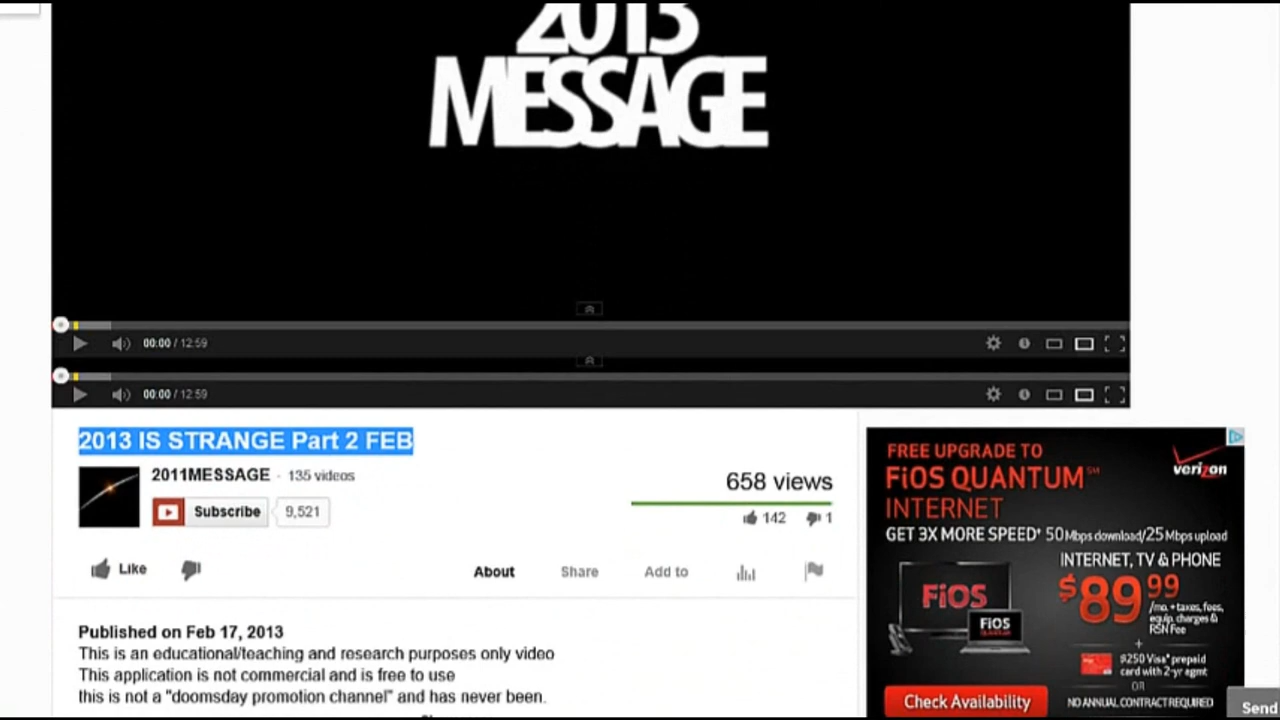 2013
MESSAGE
00:00 / 12:59
00:00 / 12:59
2013 IS STRANGE Part 2 FEB
2011MESSAGE · 135 videos
Subscribe 9,521
658 views
142 1
Like
About Share Add to
Published on Feb 17, 2013
This is an educational/teaching and research purposes only video
This application is not commercial and is free to use
this is not a "doomsday promotion channel" and has never been.
FREE UPGRADE TO
FiOS QUANTUM℠
INTERNET
verizon
GET 3X MORE SPEED* 50Mbps download/25 Mbps upload
INTERNET, TV & PHONE
$89 99
/mo. + taxes, fees,
equip. charges &
RSN Fee
FiOS
FiOS
QUANTUM
+
$250 Visa* prepaid
card with 2-yr agmt
OR
Check Availability
NO ANNUAL CONTRACT REQUIRED
Send